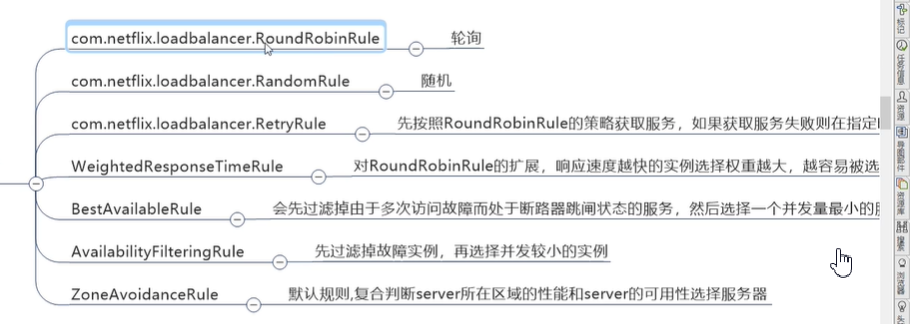 com.netflix.loadbalancer.RoundRobinRule 轮询
com.netflix.loadbalancer.RandomRule 随机
com.netflix.loadbalancer.RetryRule 先按照RoundRobinRule的策略获取服务，如果获取服务失败则在指定
WeightedResponseTimeRule 对RoundRobinRule的扩展，响应速度越快的实例选择权重越大，越容易被选
BestAvailableRule 会先过滤掉由于多次访问故障而处于断路器跳闸状态的服务，然后选择一个并发量最小的
AvailabilityFilteringRule 先过滤掉故障实例，再选择并发较小的实例
ZoneAvoidanceRule 默认规则,复合判断server所在区域的性能和server的可用性选择服务器
标记
任务信息
资源
导图部件
资源库
搜索
浏览器